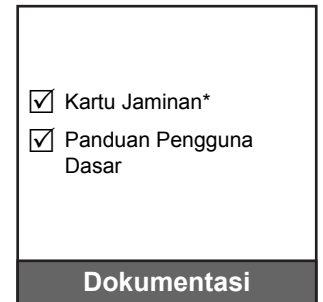 ☑ Kartu Jaminan*
☑ Panduan Pengguna
Dasar
Dokumentasi